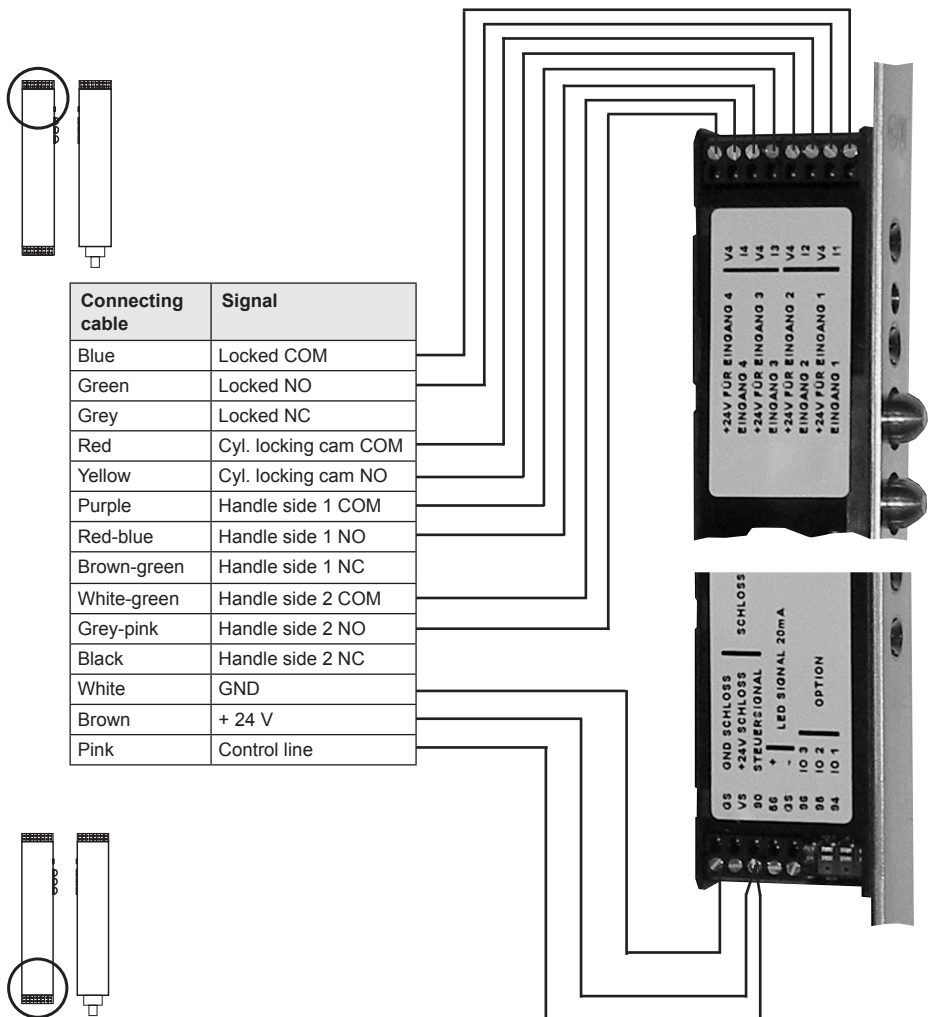 Connecting cable Signal
Blue Locked COM
Green Locked NO
Grey Locked NC
Red Cyl. locking cam COM
Yellow Cyl. locking cam NO
Purple Handle side 1 COM
Red-blue Handle side 1 NO
Brown-green Handle side 1 NC
White-green Handle side 2 COM
Grey-pink Handle side 2 NO
Black Handle side 2 NC
White GND
Brown + 24 V
Pink Control line
+24V FÜR EINGANG 4 V4
EINGANG 4 I4
+24V FÜR EINGANG 3 V4
EINGANG 3 I3
+24V FÜR EINGANG 2 V4
EINGANG 2 I2
+24V FÜR EINGANG 1 V4
EINGANG 1 I1
GS GND SCHLOSS
VS +24V SCHLOSS SCHLOSS
90 STEUERSIGNAL
56 + LED SIGNAL 20mA
GS -
96 IO 3
95 IO 2 OPTION
94 IO 1